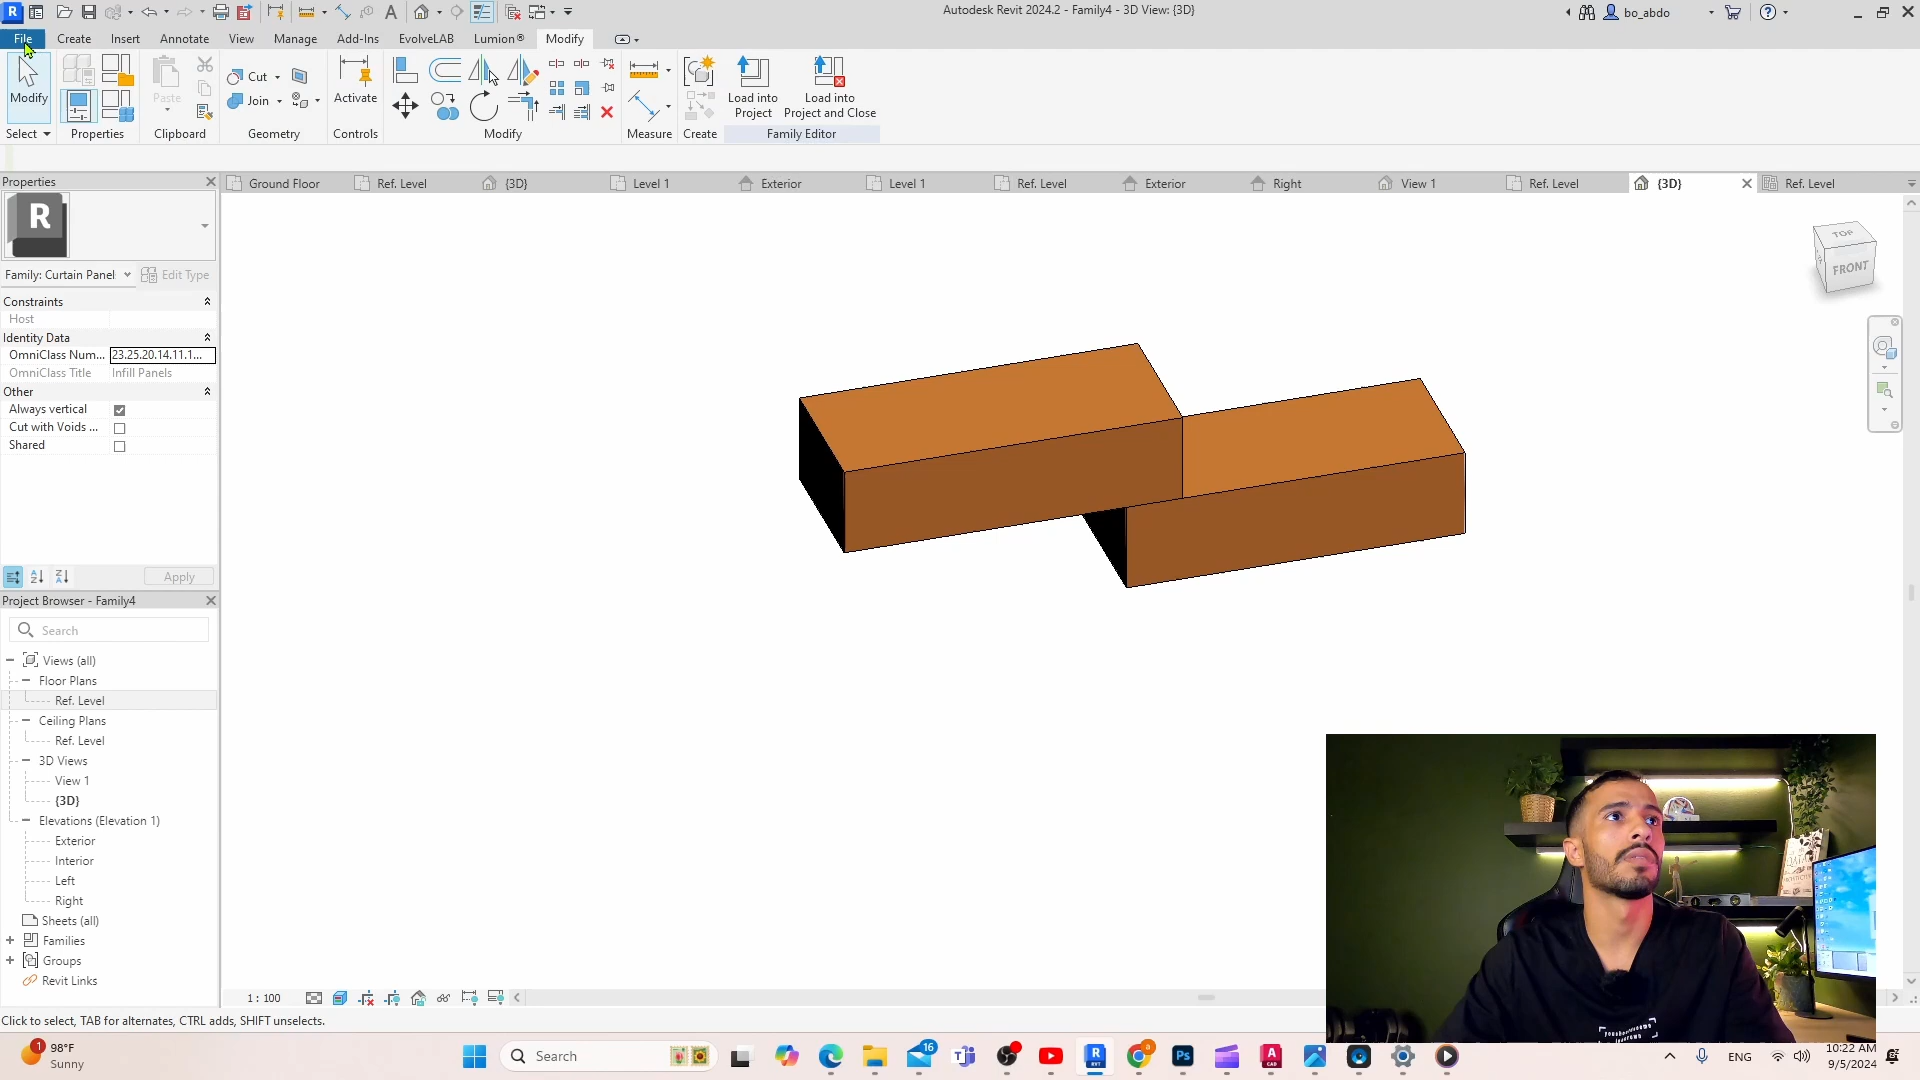 Autodesk Revit 2024.2 - Family4 - 3D View: {3D}
bo_abdo
File Create Insert Annotate View Manage Add-Ins EvolveLAB Lumion® Modify
Modify
Paste
Cut
Join
Activate
Load into Project
Load into Project and Close
Select Properties Clipboard Geometry Controls Modify Measure Create Family Editor
Properties
Ground Floor Ref. Level {3D} Level 1 Exterior Level 1 Ref. Level Exterior Right View 1 Ref. Level {3D} Ref. Level
R
Family: Curtain Panel Edit Type
Constraints
Host
Identity Data
OmniClass Num... 23.25.20.14.11.1...
OmniClass Title Infill Panels
Other
Always vertical
Cut with Voids ...
Shared
Apply
TOP
FRONT
Project Browser - Family4
Search
Views (all)
Floor Plans
Ref. Level
Ceiling Plans
Ref. Level
3D Views
View 1
{3D}
Elevations (Elevation 1)
Exterior
Interior
Left
Right
Sheets (all)
Families
Groups
Revit Links
1 : 100
Click to select, TAB for alternates, CTRL adds, SHIFT unselects.
98°F
Sunny
Search
16
ENG
10:22 AM
9/5/2024